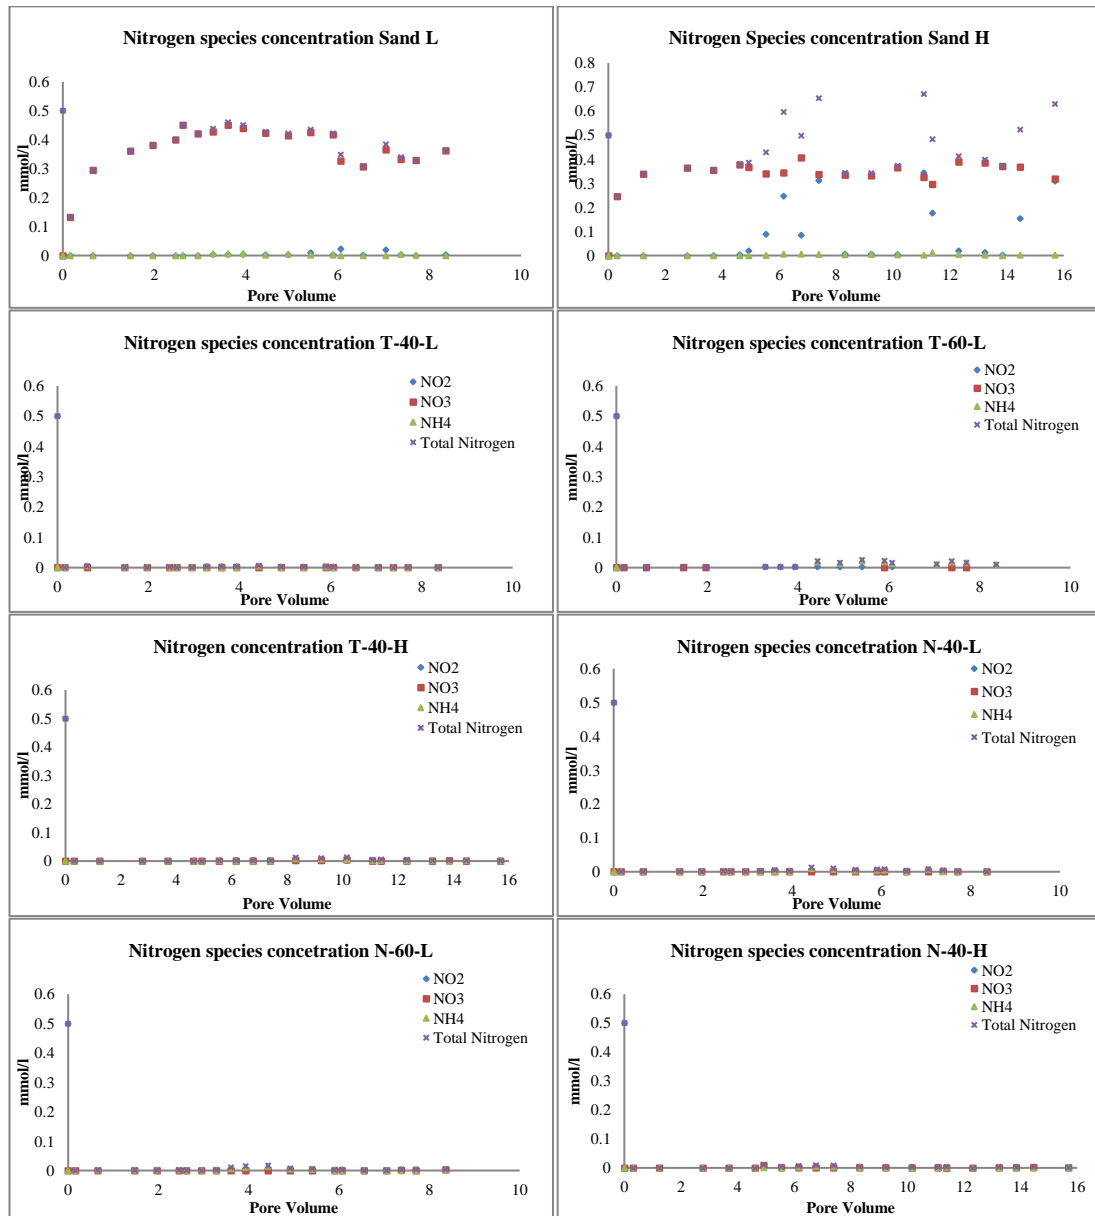 Nitrogen species concentration Sand L
0.6
0.5
0.4
0.3
0.2
0.1
0
mmol/l
0 2 4 6 8 10
Pore Volume
Nitrogen Species concentration Sand H
0.8
0.7
0.6
0.5
0.4
0.3
0.2
0.1
0
mmol/l
0 2 4 6 8 10 12 14 16
Pore Volume
Nitrogen species concentration T-40-L
NO2
NO3
NH4
Total Nitrogen
0.6
0.5
0.4
0.3
0.2
0.1
0
mmol/l
0 2 4 6 8 10
Pore Volume
Nitrogen species concentration T-60-L
NO2
NO3
NH4
Total Nitrogen
0.6
0.5
0.4
0.3
0.2
0.1
0
mmol/l
0 2 4 6 8 10
Pore Volume
Nitrogen concentration T-40-H
NO2
NO3
NH4
Total Nitrogen
0.6
0.5
0.4
0.3
0.2
0.1
0
mmol/l
0 2 4 6 8 10 12 14 16
Pore Volume
Nitrogen species concetration N-40-L
NO2
NO3
NH4
Total Nitrogen
0.6
0.5
0.4
0.3
0.2
0.1
0
mmol/l
0 2 4 6 8 10
Pore Volume
Nitrogen species concetration N-60-L
NO2
NO3
NH4
Total Nitrogen
0.6
0.5
0.4
0.3
0.2
0.1
0
mmol/l
0 2 4 6 8 10
Pore Volume
Nitrogen species concentration N-40-H
NO2
NO3
NH4
Total Nitrogen
0.6
0.5
0.4
0.3
0.2
0.1
0
mmol/l
0 2 4 6 8 10 12 14 16
Pore Volume